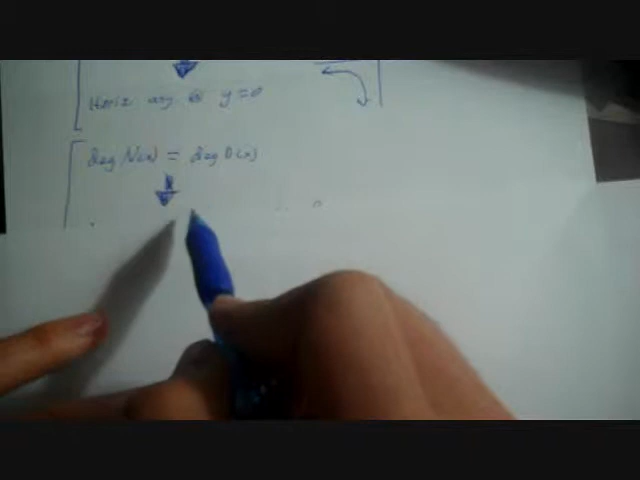 Horiz asy @ y=0
deg N(x) = deg D(x)